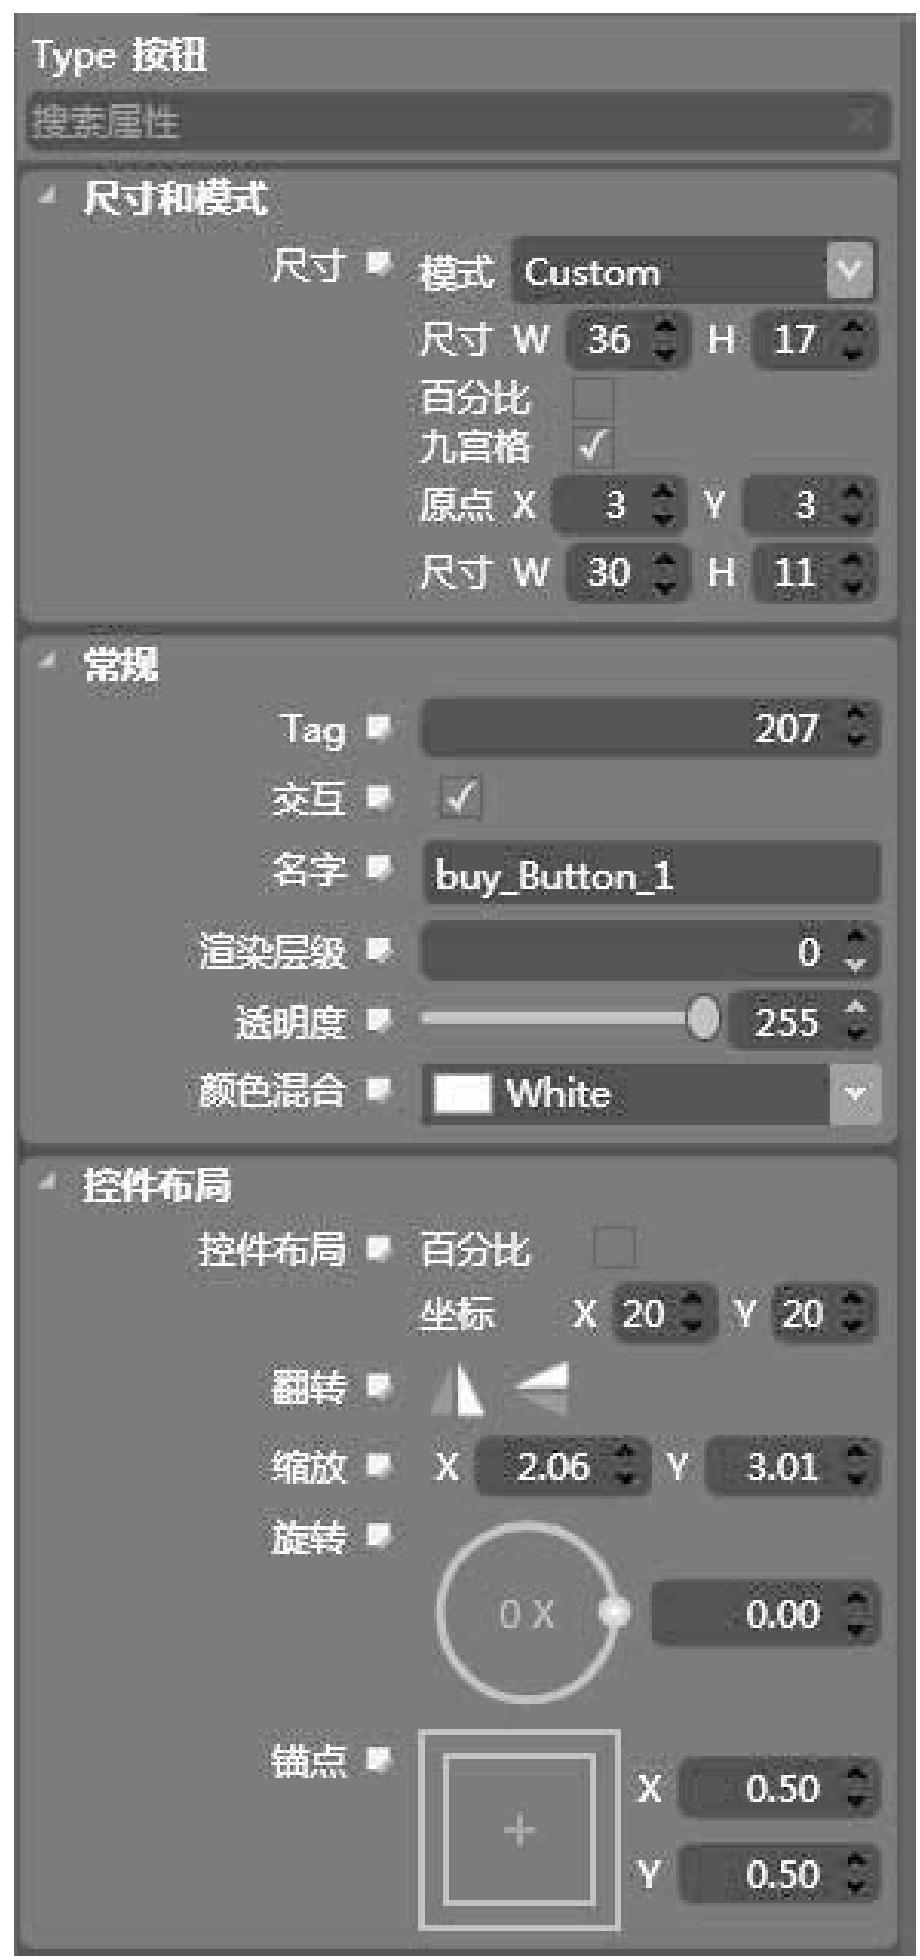 Type 按钮
搜索属性
尺寸和模式
尺寸 模式 Custom
尺寸 W 36 H 17
百分比
九宫格
原点 X 3 Y 3
尺寸 W 30 H 11
常规
Tag 207
交互
名字 buy_Button_1
渲染层级 0
透明度 255
颜色混合 White
控件布局
控件布局 百分比
坐标 X 20 Y 20
翻转
缩放 X 2.06 Y 3.01
旋转
0 X 0.00
锚点
X 0.50
Y 0.50